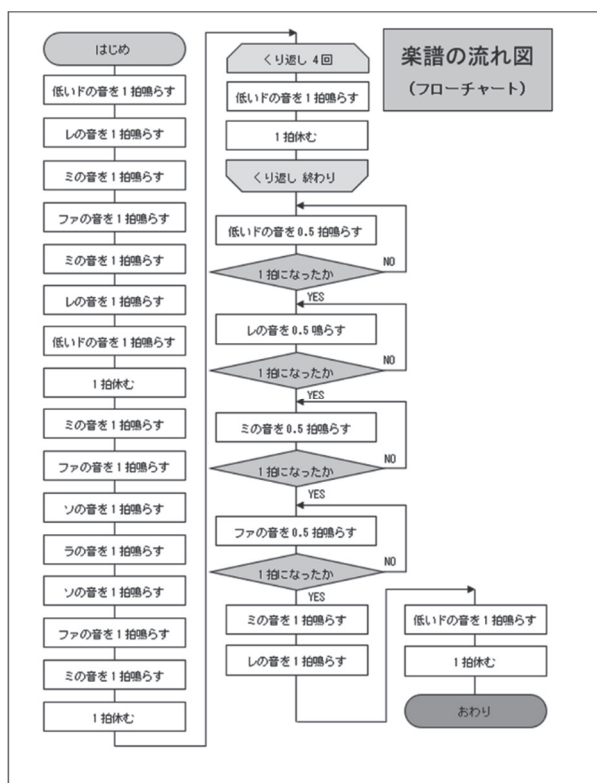 楽譜の流れ図
(フローチャート)
はじめ
低いドの音を1拍鳴らす
レの音を1拍鳴らす
ミの音を1拍鳴らす
ファの音を1拍鳴らす
ミの音を1拍鳴らす
レの音を1拍鳴らす
低いドの音を1拍鳴らす
1拍休む
ミの音を1拍鳴らす
ファの音を1拍鳴らす
ソの音を1拍鳴らす
ラの音を1拍鳴らす
ソの音を1拍鳴らす
ファの音を1拍鳴らす
ミの音を1拍鳴らす
1拍休む
くり返し 4回
低いドの音を1拍鳴らす
1拍休む
くり返し 終わり
低いドの音を0.5拍鳴らす
1拍になったか
NO
YES
レの音を0.5鳴らす
1拍になったか
NO
YES
ミの音を0.5拍鳴らす
1拍になったか
NO
YES
ファの音を0.5拍鳴らす
1拍になったか
NO
YES
ミの音を1拍鳴らす
レの音を1拍鳴らす
低いドの音を1拍鳴らす
1拍休む
おわり